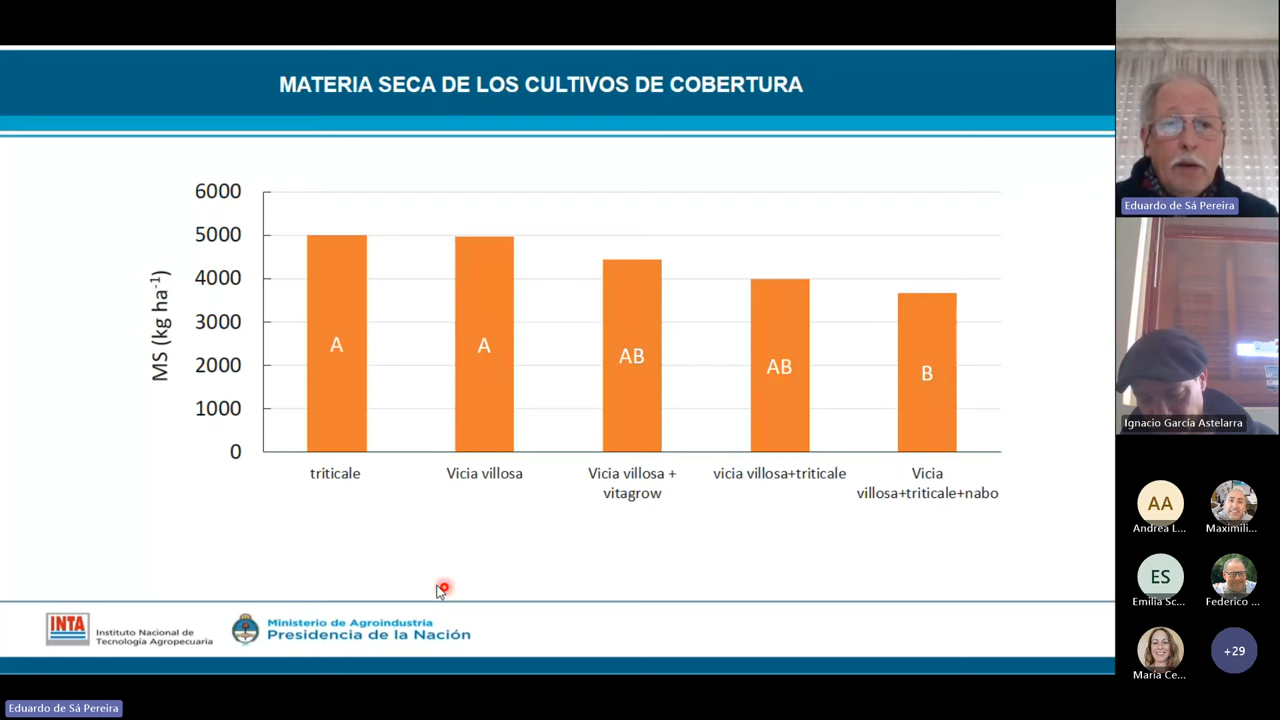 MATERIA SECA DE LOS CULTIVOS DE COBERTURA
MS (kg ha⁻¹)
6000
5000
4000
3000
2000
1000
0
A
A
AB
AB
B
triticale
Vicia villosa
Vicia villosa +
vitagrow
vicia villosa+triticale
Vicia
villosa+triticale+nabo
INTA
Instituto Nacional de
Tecnología Agropecuaria
Ministerio de Agroindustria
Presidencia de la Nación
Eduardo de Sá Pereira
Eduardo de Sá Pereira
Ignacio García Astelarra
AA
Andrea L...
Maximili...
ES
Emilia Sc...
Federico ...
María Ce...
+29